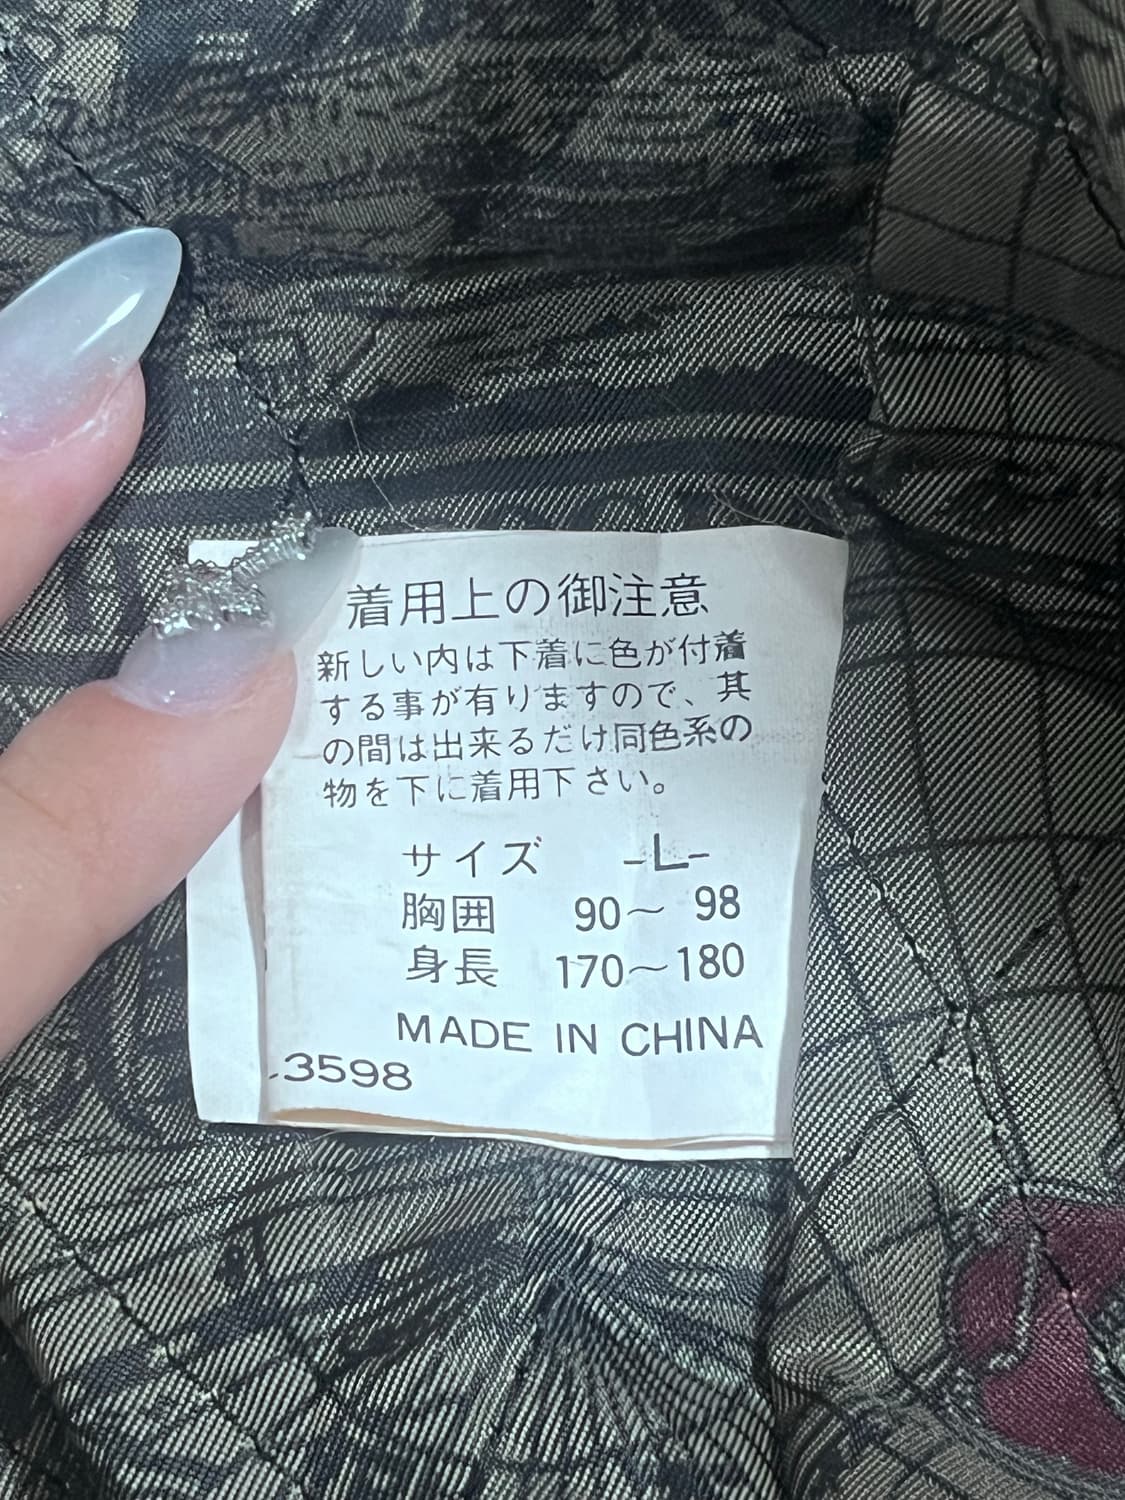 着用上の御注意
新しい内は下着に色が付着
する事が有りますので、其
の間は出来るだけ同色系の
物を下に着用下さい。
サイズ -L-
胸囲 90～98
身長 170～180
MADE IN CHINA
-3598